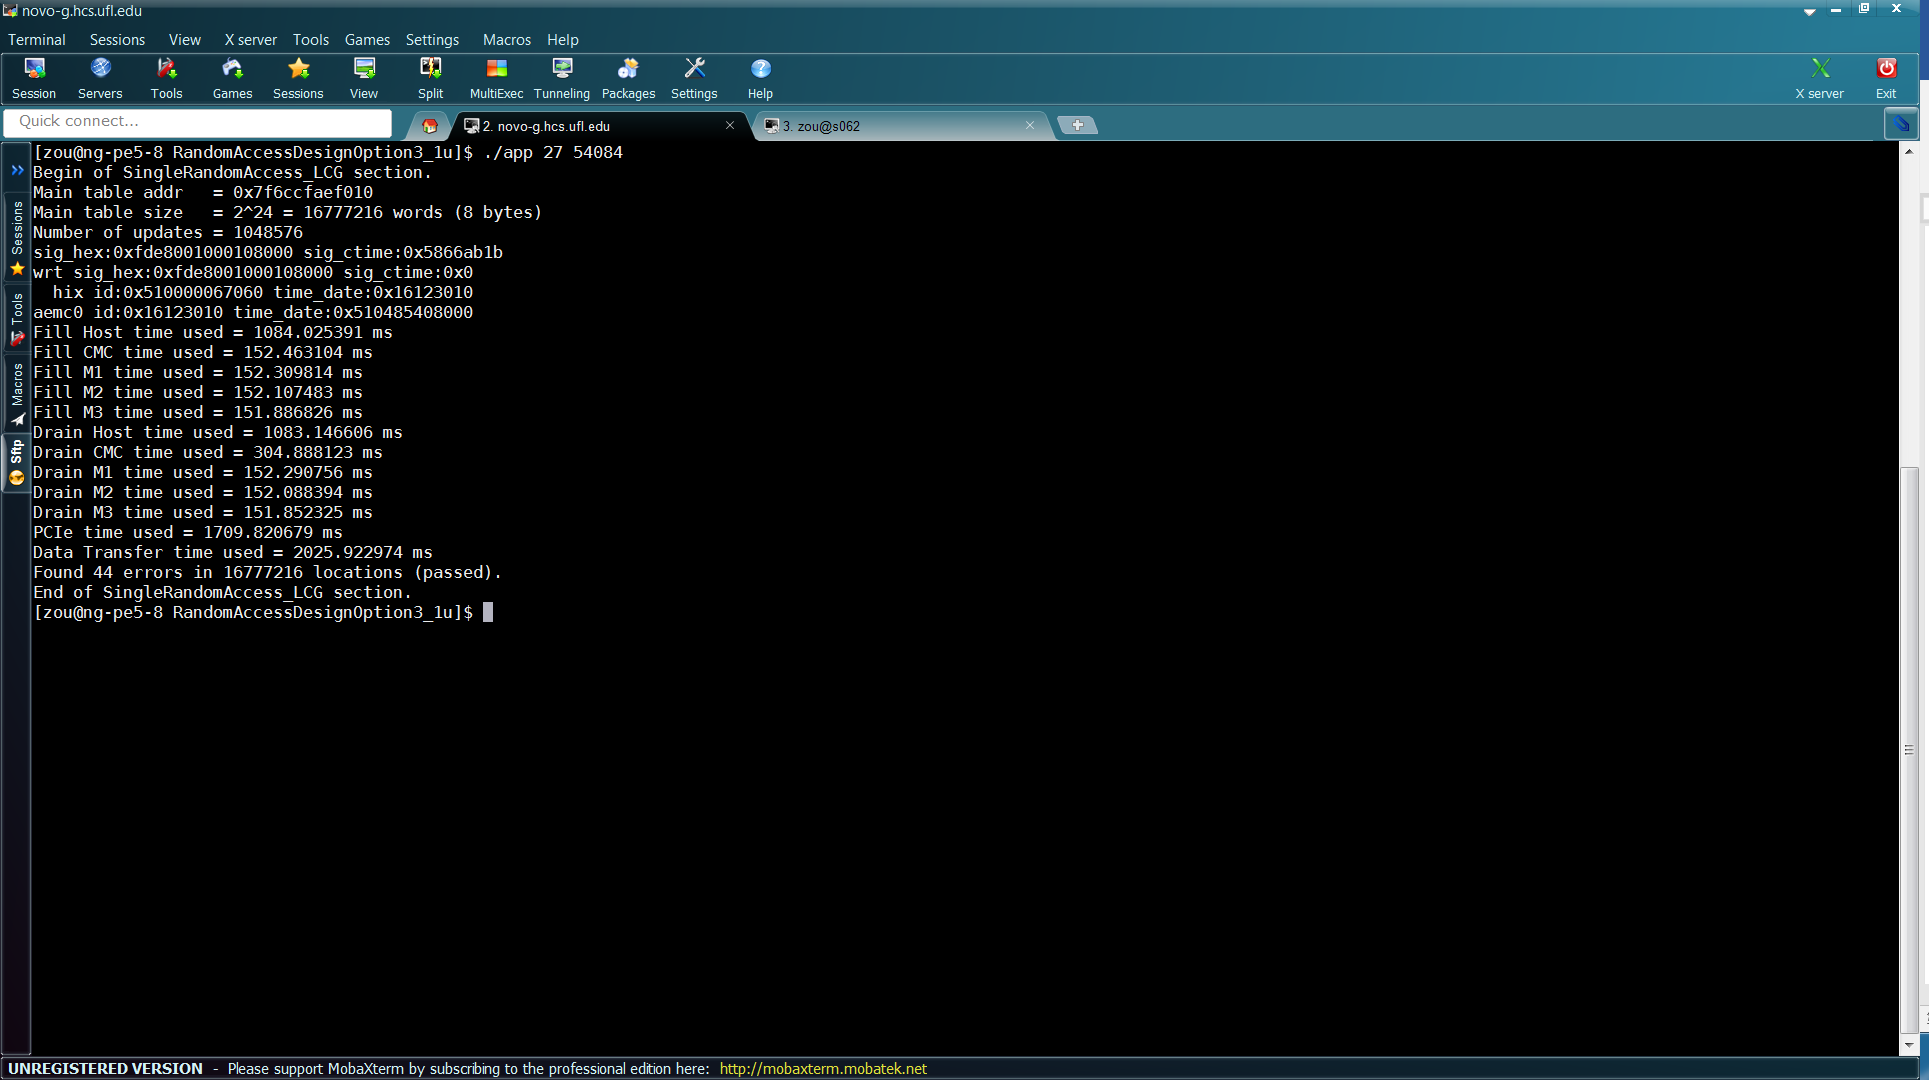 novo-g.hcs.ufl.edu
Terminal Sessions View X server Tools Games Settings Macros Help
Session Servers Tools Games Sessions View Split MultiExec Tunneling Packages Settings Help X server Exit
Quick connect... 2. novo-g.hcs.ufl.edu 3. zou@s062
Sessions
Tools
Macros
Sftp
[zou@ng-pe5-8 RandomAccessDesignOption3_1u]$ ./app 27 54084
Begin of SingleRandomAccess_LCG section.
Main table addr   = 0x7f6ccfaef010
Main table size   = 2^24 = 16777216 words (8 bytes)
Number of updates = 1048576
sig_hex:0xfde8001000108000 sig_ctime:0x5866ab1b
wrt sig_hex:0xfde8001000108000 sig_ctime:0x0
  hix id:0x510000067060 time_date:0x16123010
aemc0 id:0x16123010 time_date:0x510485408000
Fill Host time used = 1084.025391 ms
Fill CMC time used = 152.463104 ms
Fill M1 time used = 152.309814 ms
Fill M2 time used = 152.107483 ms
Fill M3 time used = 151.886826 ms
Drain Host time used = 1083.146606 ms
Drain CMC time used = 304.888123 ms
Drain M1 time used = 152.290756 ms
Drain M2 time used = 152.088394 ms
Drain M3 time used = 151.852325 ms
PCIe time used = 1709.820679 ms
Data Transfer time used = 2025.922974 ms
Found 44 errors in 16777216 locations (passed).
End of SingleRandomAccess_LCG section.
[zou@ng-pe5-8 RandomAccessDesignOption3_1u]$
UNREGISTERED VERSION - Please support MobaXterm by subscribing to the professional edition here: http://mobaxterm.mobatek.net